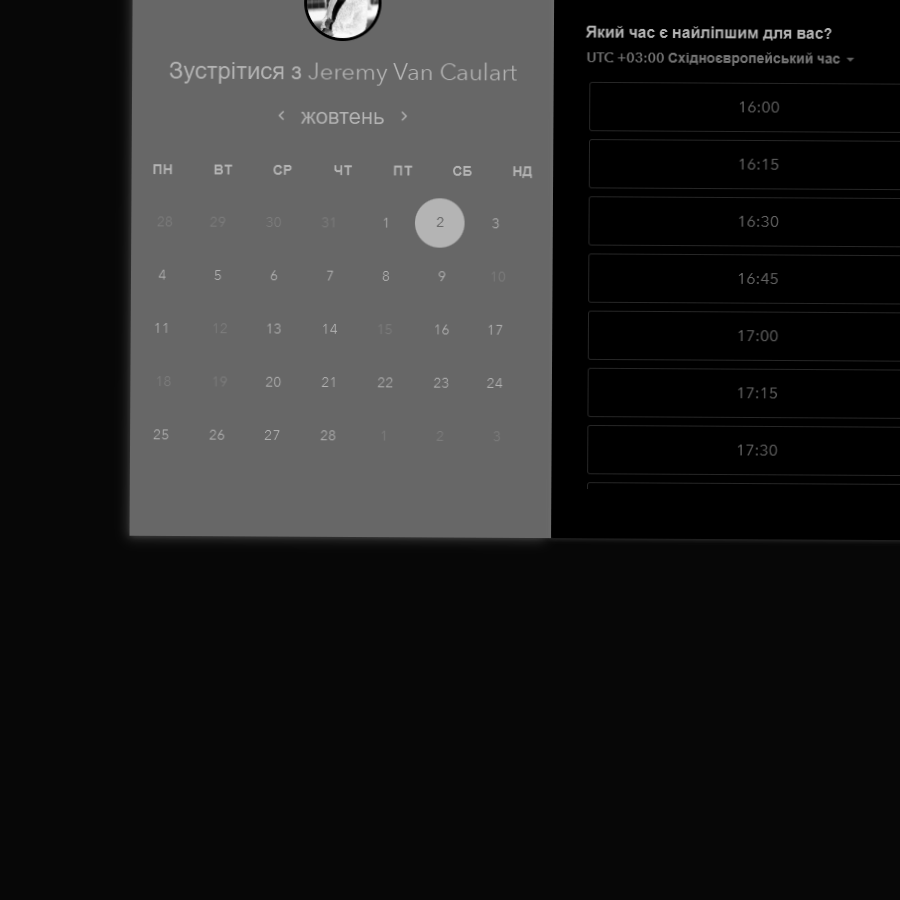 Зустрітися з Jeremy Van Caulart
жовтень
ПН ВТ СР ЧТ ПТ СБ НД
28 29 30 31 1 2 3
4 5 6 7 8 9 10
11 12 13 14 15 16 17
18 19 20 21 22 23 24
25 26 27 28 1 2 3
Який час є найліпшим для вас?
UTC +03:00 Східноєвропейський час
16:00
16:15
16:30
16:45
17:00
17:15
17:30